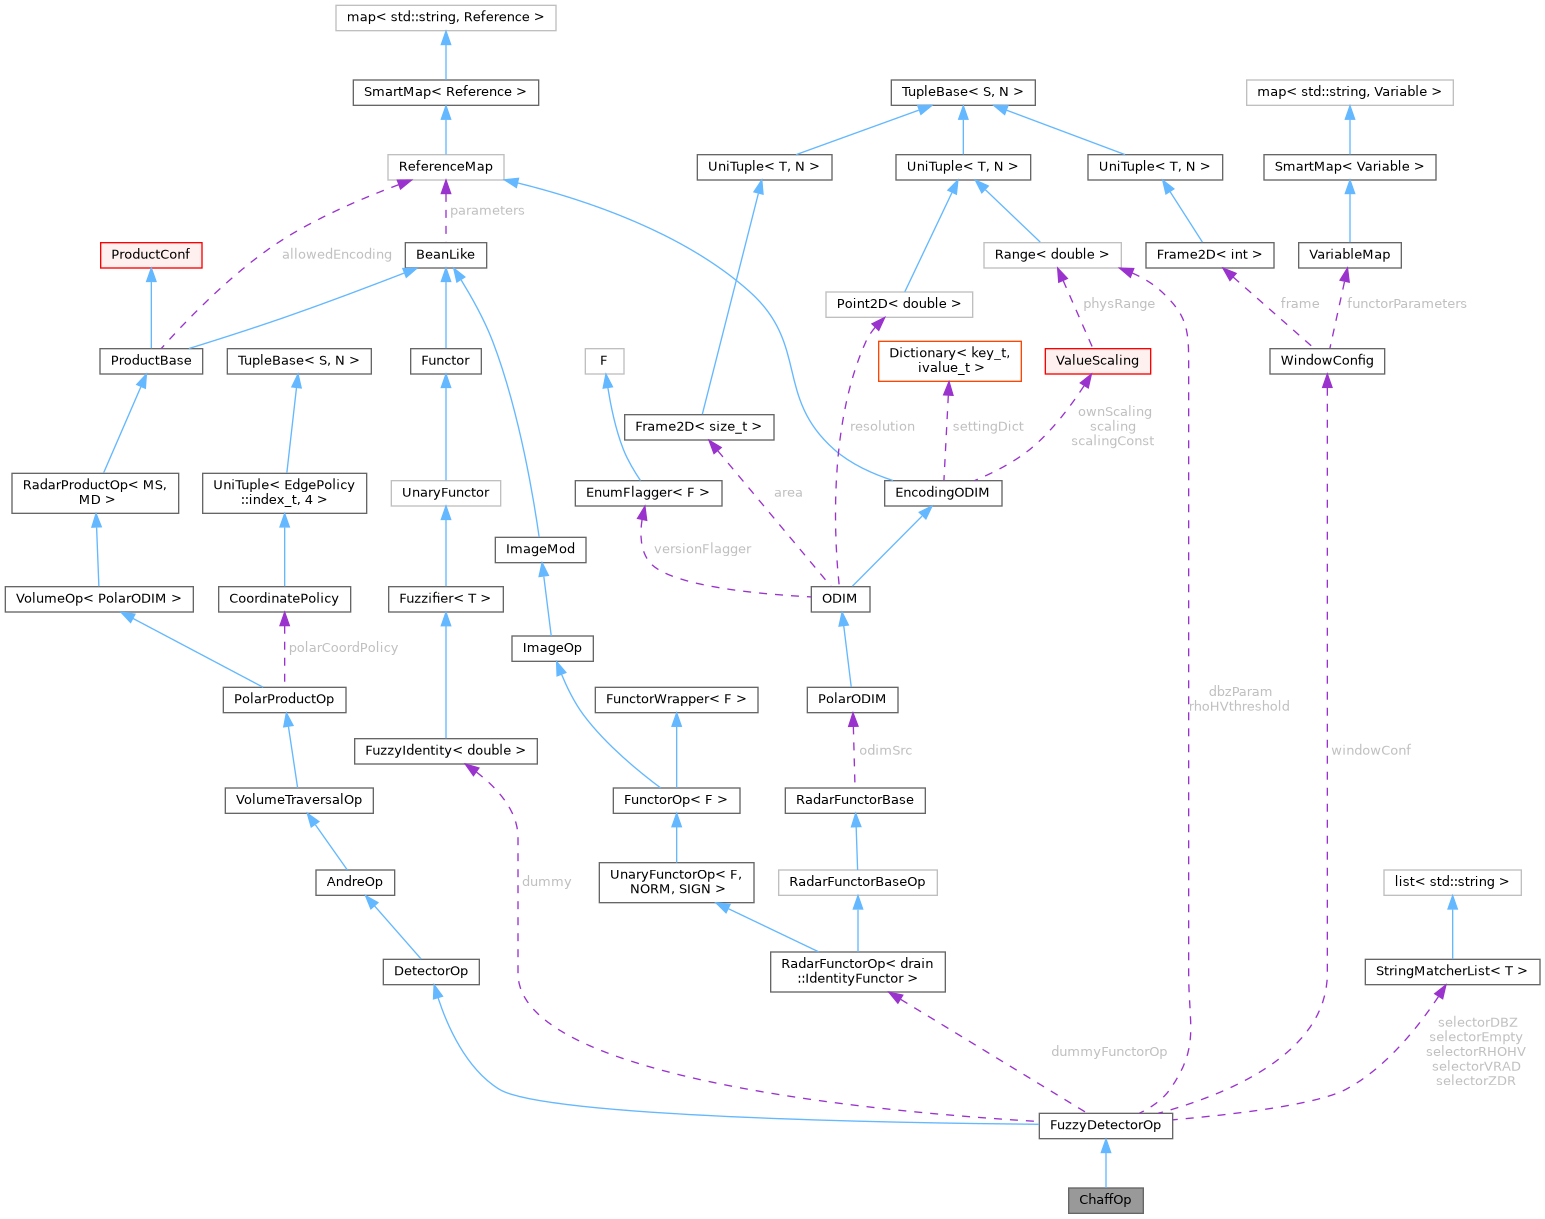 map< std::string, Reference >
SmartMap< Reference >
TupleBase< S, N >
map< std::string, Variable >
ReferenceMap
UniTuple< T, N >
UniTuple< T, N >
UniTuple< T, N >
SmartMap< Variable >
parameters
ProductConf
allowedEncoding
BeanLike
Range< double >
Frame2D< int >
VariableMap
Point2D< double >
physRange
frame
functorParameters
ProductBase
TupleBase< S, N >
Functor
F
Dictionary< key_t,
ivalue_t >
ValueScaling
WindowConfig
Frame2D< size_t >
resolution
settingDict
ownScaling
scaling
scalingConst
RadarProductOp< MS,
MD >
UniTuple< EdgePolicy
::index_t, 4 >
UnaryFunctor
EnumFlagger< F >
area
EncodingODIM
ImageMod
versionFlagger
VolumeOp< PolarODIM >
CoordinatePolicy
Fuzzifier< T >
ODIM
polarCoordPolicy
ImageOp
PolarProductOp
FunctorWrapper< F >
PolarODIM
dbzParam
rhoHVthreshold
FuzzyIdentity< double >
odimSrc
windowConf
VolumeTraversalOp
FunctorOp< F >
RadarFunctorBase
AndreOp
dummy
UnaryFunctorOp< F,
NORM, SIGN >
RadarFunctorBaseOp
list< std::string >
DetectorOp
RadarFunctorOp< drain
::IdentityFunctor >
StringMatcherList< T >
dummyFunctorOp
selectorDBZ
selectorEmpty
selectorRHOHV
selectorVRAD
selectorZDR
FuzzyDetectorOp
ChaffOp